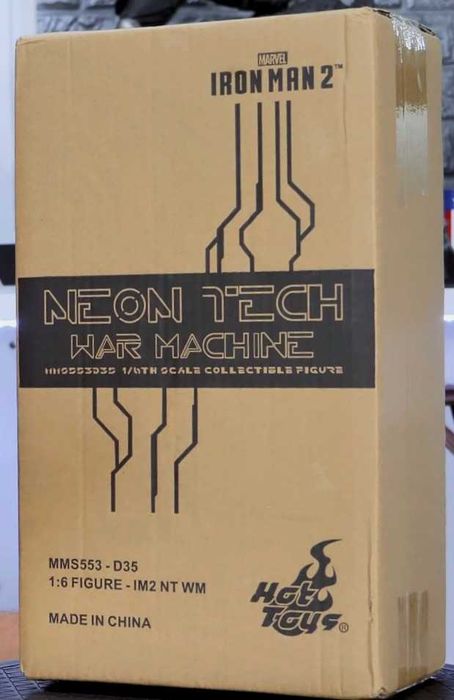 MARVEL
IRON MAN 2™
NEON TECH
WAR MACHINE
MMS553D35 1/6TH SCALE COLLECTIBLE FIGURE
MMS553 - D35
1:6 FIGURE - IM2 NT WM
MADE IN CHINA
Hot
Toys®